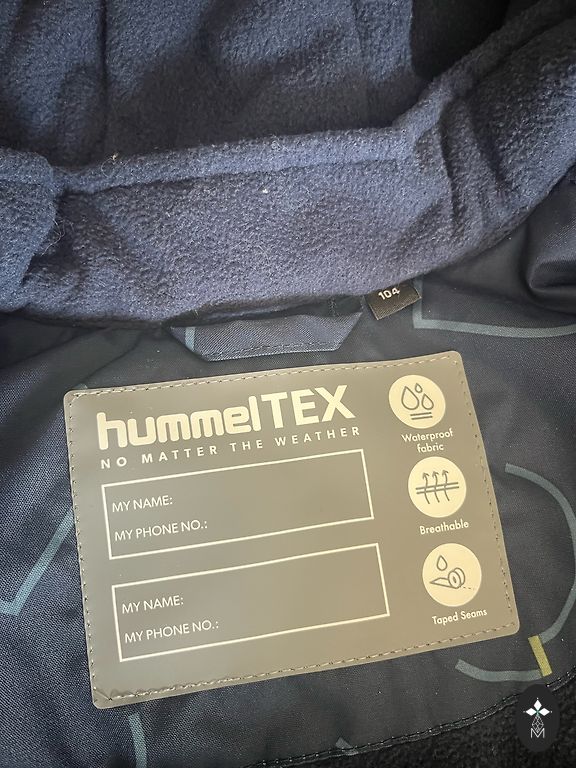 104
hummelTEX
NO MATTER THE WEATHER
MY NAME:
MY PHONE NO.:
MY NAME:
MY PHONE NO.:
Waterproof
fabric
Breathable
Taped Seams
M